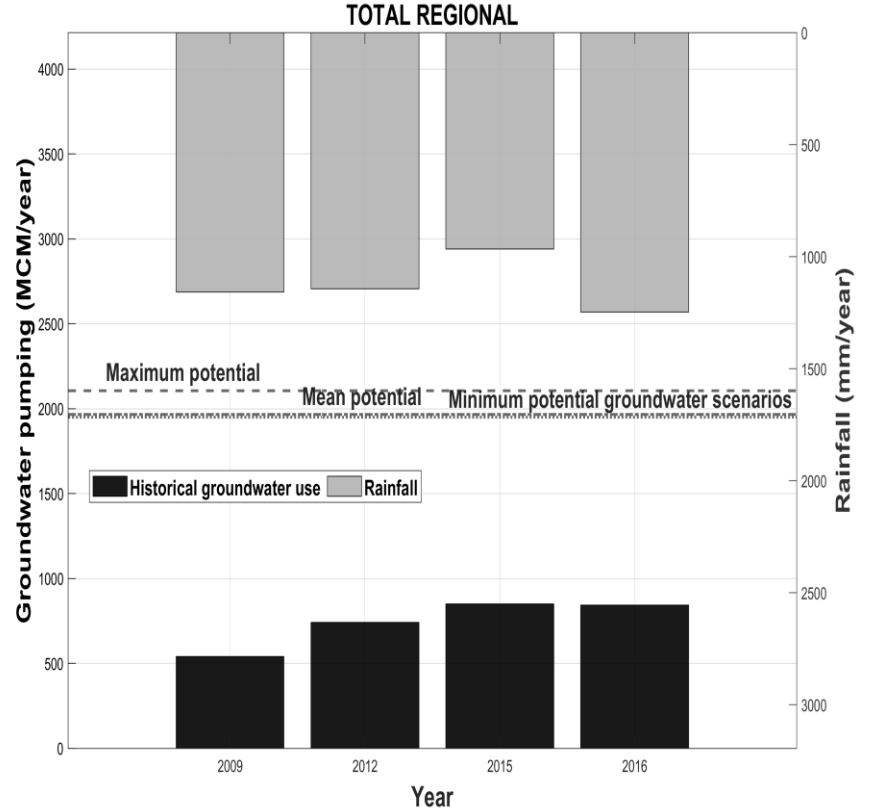 TOTAL REGIONAL
Groundwater pumping (MCM/year)
4000
3500
3000
2500
2000
1500
1000
500
0
Maximum potential
Mean potential
Minimum potential groundwater scenarios
Historical groundwater use
Rainfall
0
500
1000
1500
2000
2500
3000
Rainfall (mm/year)
2009
2012
2015
2016
Year